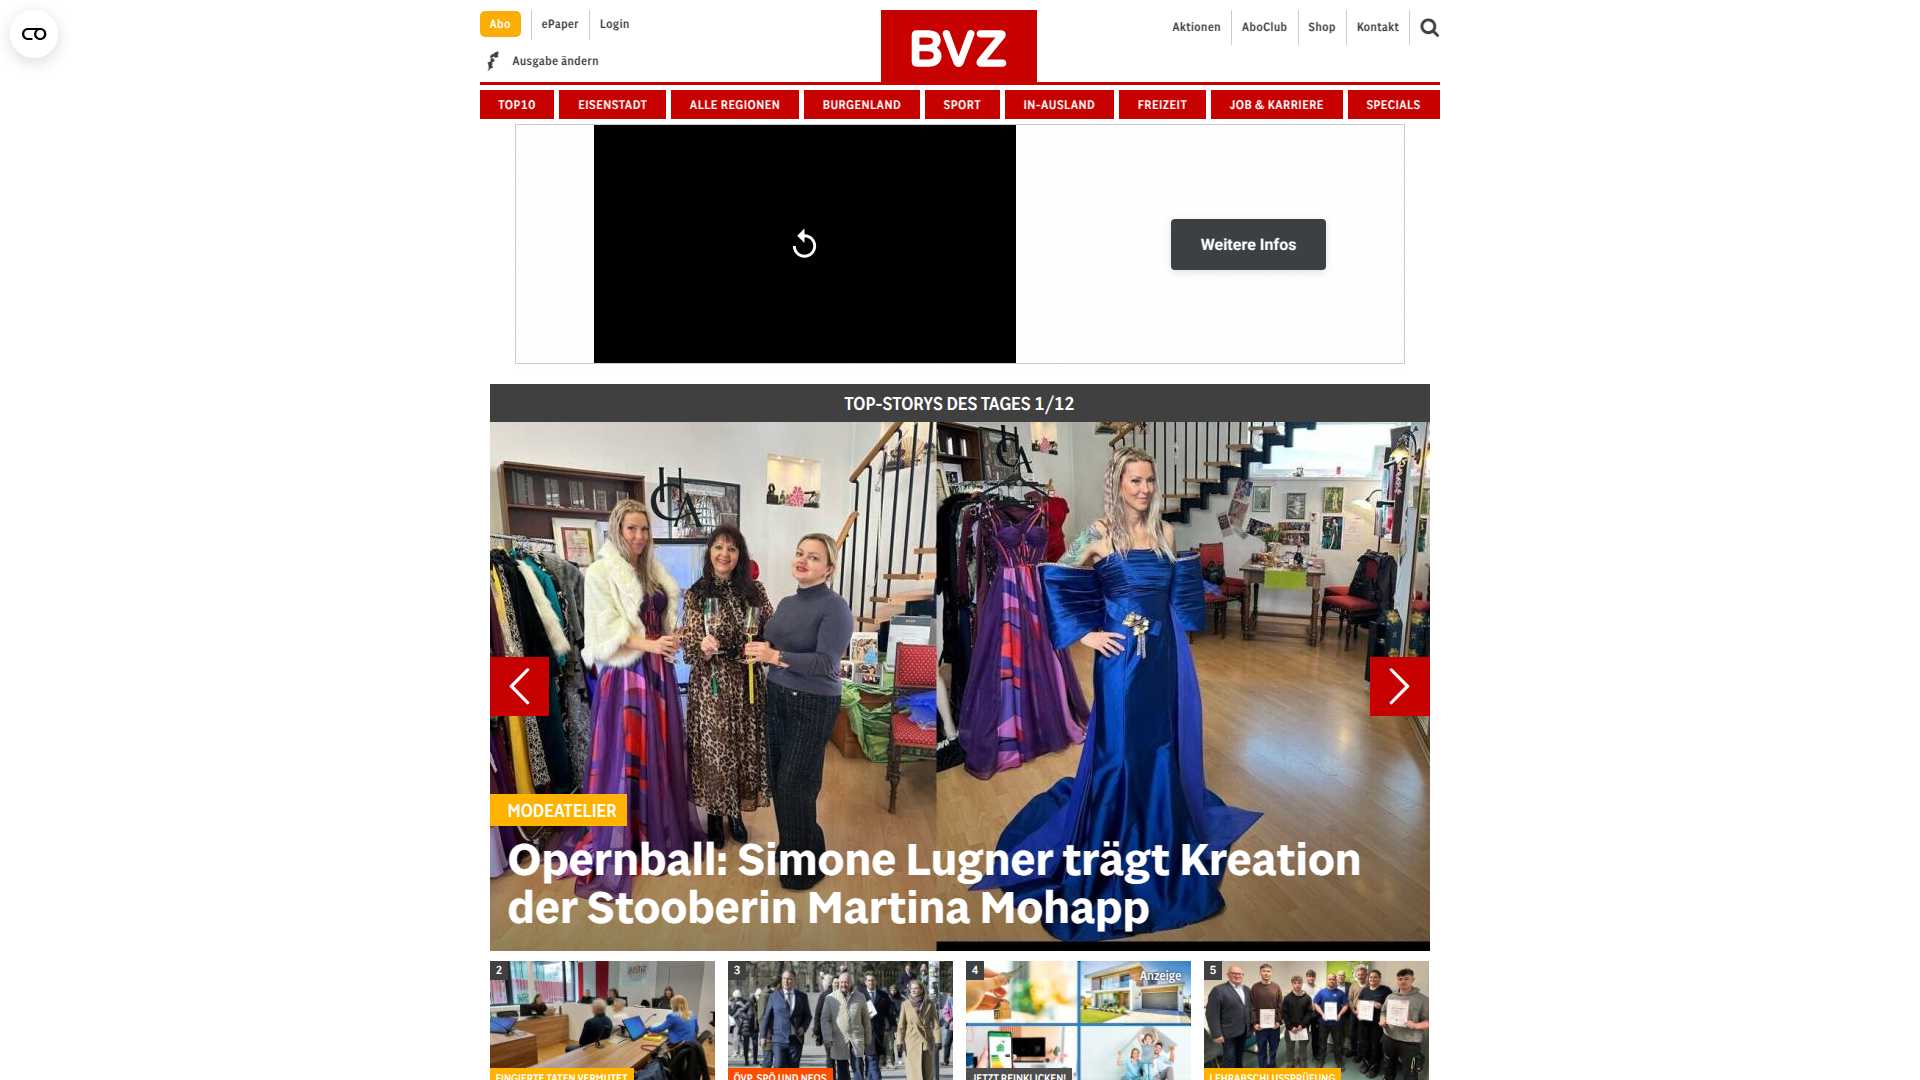 Abo
ePaper
Login
Ausgabe ändern
BVZ
Aktionen
AboClub
Shop
Kontakt
TOP10
EISENSTADT
ALLE REGIONEN
BURGENLAND
SPORT
IN-AUSLAND
FREIZEIT
JOB & KARRIERE
SPECIALS
Weitere Infos
TOP-STORYS DES TAGES 1/12
MODEATELIER
Opernball: Simone Lugner trägt Kreation
der Stooberin Martina Mohapp
2
3
4
Anzeige
5
FINGIERTE TATEN VERMUTET
ÖVP, SPÖ UND NEOS
JETZT REINKLICKEN!
LEHRABSCHLUSSPRÜFUNG